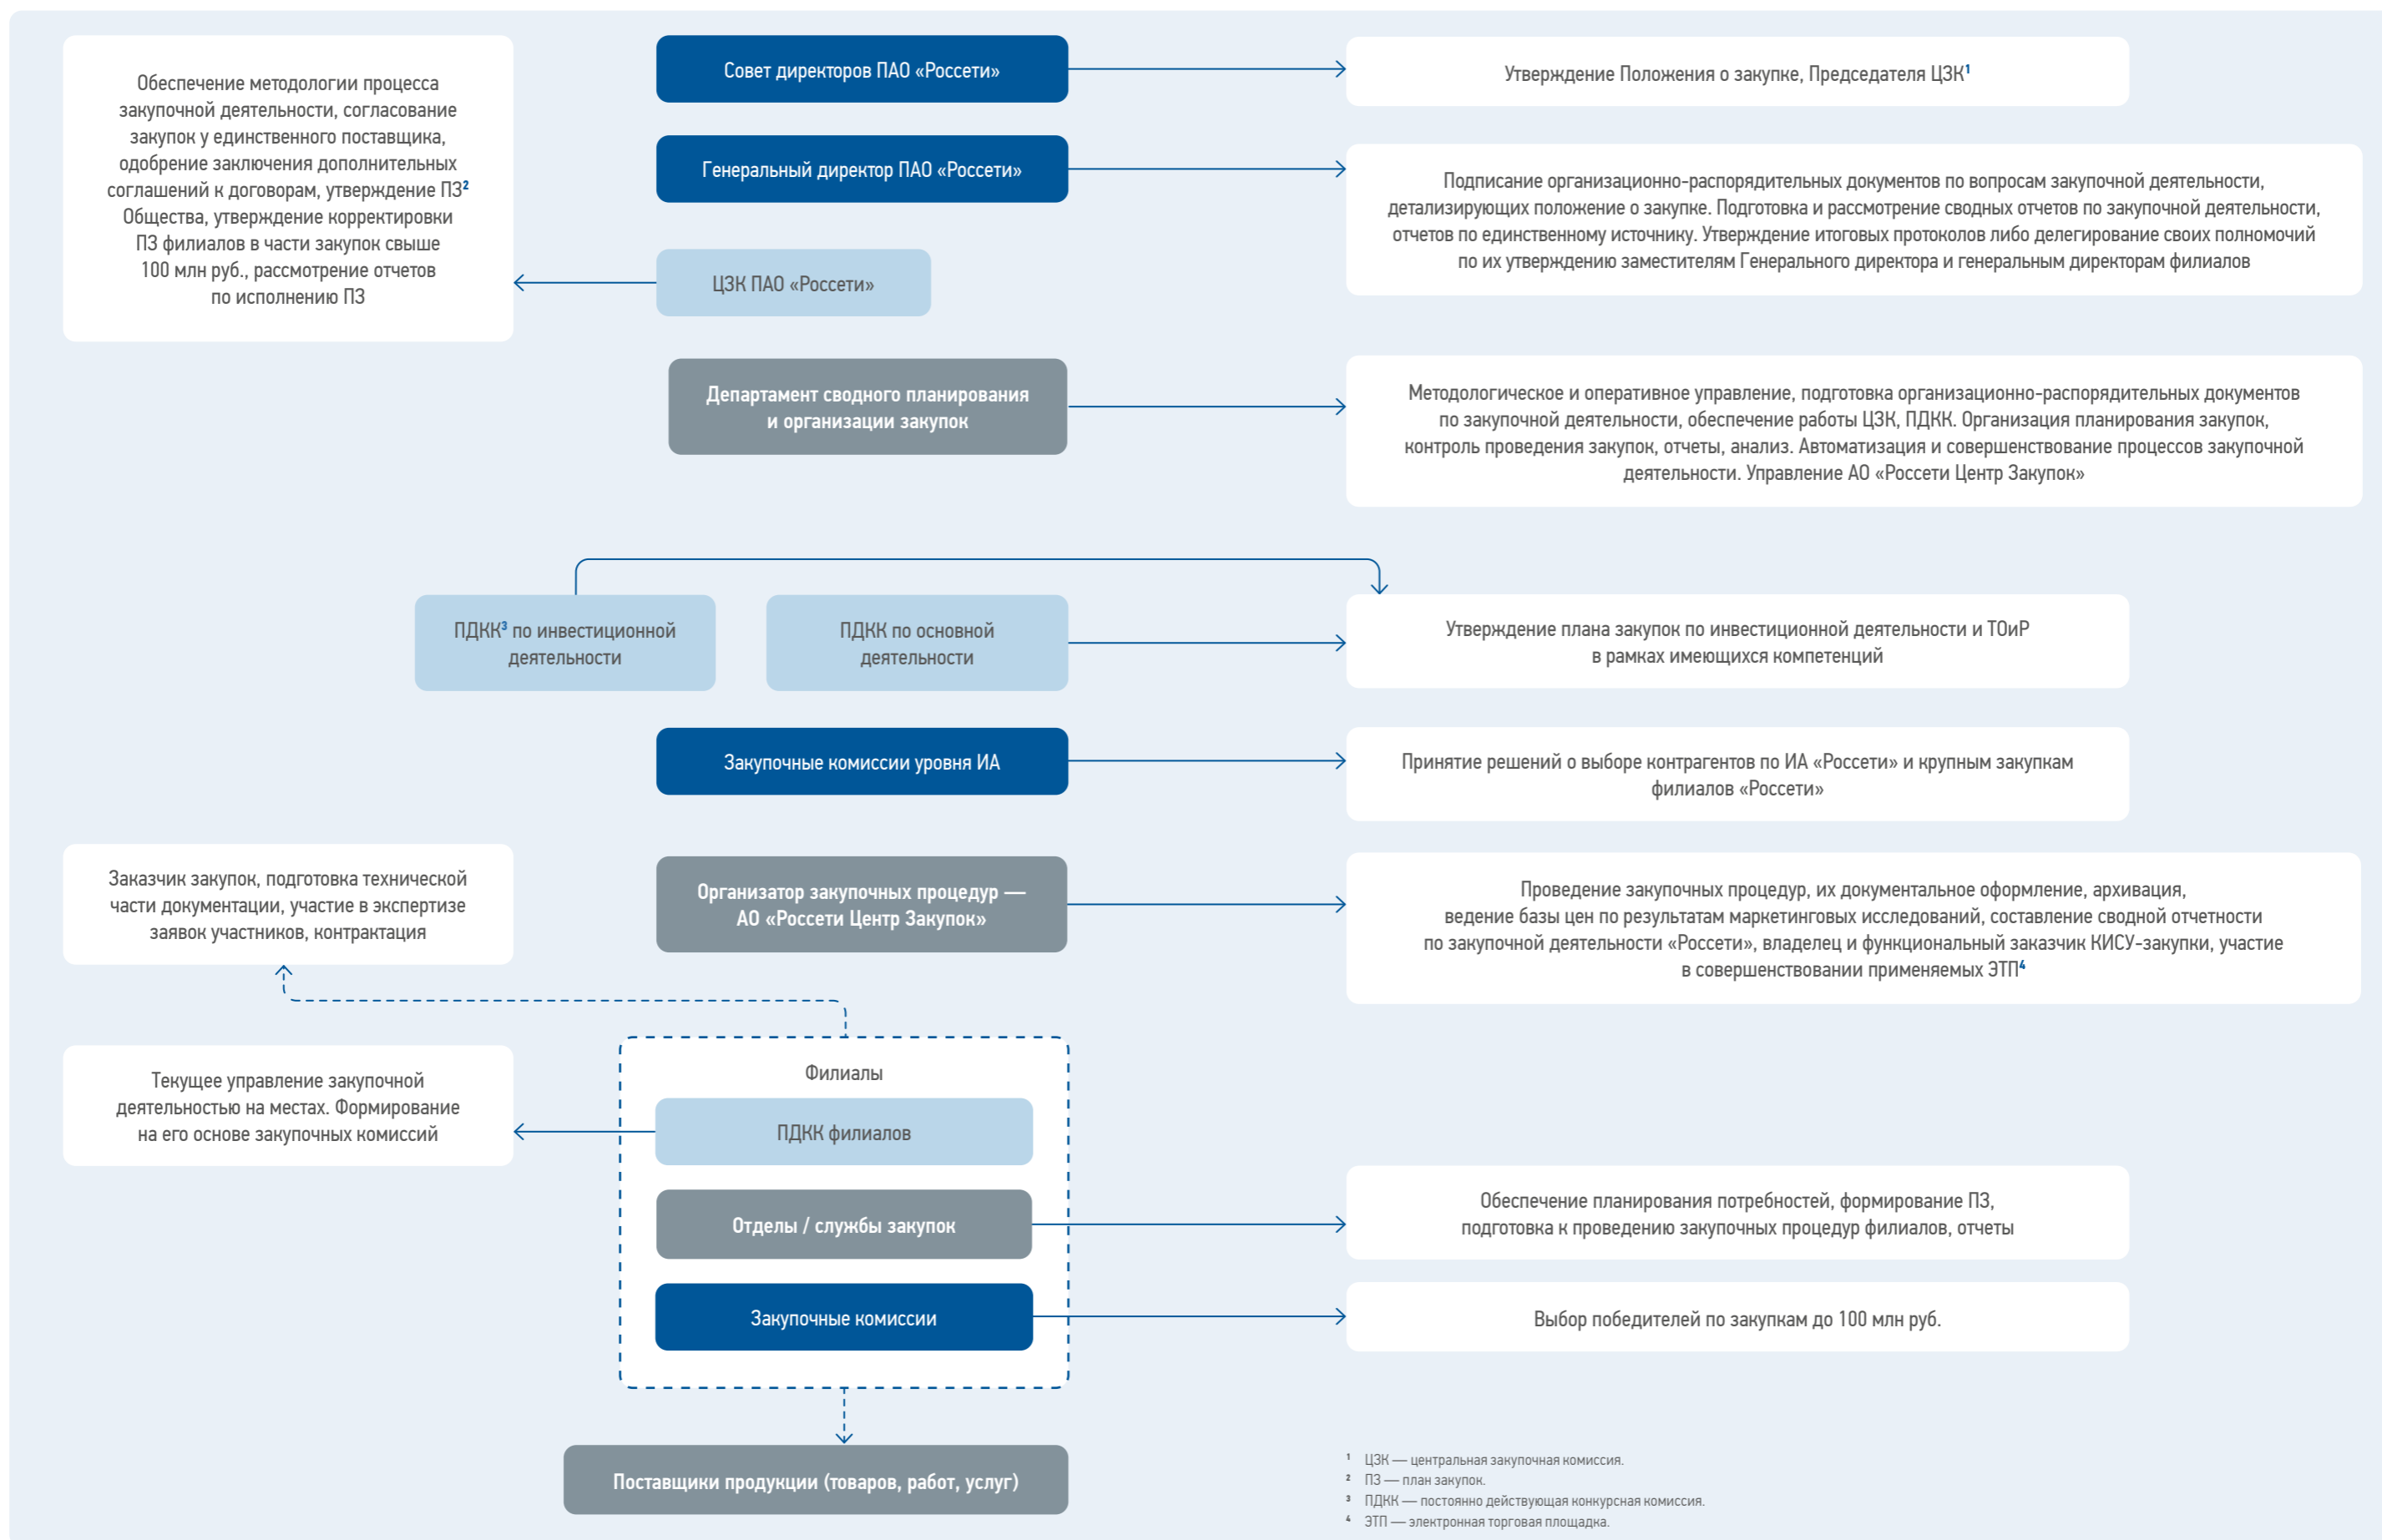 Обеспечение методологии процесса
закупочной деятельности, согласование
закупок у единственного поставщика,
одобрение заключения дополнительных
соглашений к договорам, утверждение ПЗ²
Общества, утверждение корректировки
ПЗ филиалов в части закупок свыше
100 млн руб., рассмотрение отчетов
по исполнению ПЗ
Совет директоров ПАО «Россети»
Утверждение Положения о закупке, Председателя ЦЗК¹
Генеральный директор ПАО «Россети»
Подписание организационно-распорядительных документов по вопросам закупочной деятельности,
детализирующих положение о закупке. Подготовка и рассмотрение сводных отчетов по закупочной деятельности,
отчетов по единственному источнику. Утверждение итоговых протоколов либо делегирование своих полномочий
по их утверждению заместителям Генерального директора и генеральным директорам филиалов
ЦЗК ПАО «Россети»
Департамент сводного планирования
и организации закупок
Методологическое и оперативное управление, подготовка организационно-распорядительных документов
по закупочной деятельности, обеспечение работы ЦЗК, ПДКК. Организация планирования закупок,
контроль проведения закупок, отчеты, анализ. Автоматизация и совершенствование процессов закупочной
деятельности. Управление АО «Россети Центр Закупок»
ПДКК³ по инвестиционной
деятельности
ПДКК по основной
деятельности
Утверждение плана закупок по инвестиционной деятельности и ТОиР
в рамках имеющихся компетенций
Закупочные комиссии уровня ИА
Принятие решений о выборе контрагентов по ИА «Россети» и крупным закупкам
филиалов «Россети»
Заказчик закупок, подготовка технической
части документации, участие в экспертизе
заявок участников, контрактация
Организатор закупочных процедур —
АО «Россети Центр Закупок»
Проведение закупочных процедур, их документальное оформление, архивация,
ведение базы цен по результатам маркетинговых исследований, составление сводной отчетности
по закупочной деятельности «Россети», владелец и функциональный заказчик КИСУ-закупки, участие
в совершенствовании применяемых ЭТП⁴
Филиалы
Текущее управление закупочной
деятельностью на местах. Формирование
на его основе закупочных комиссий
ПДКК филиалов
Отделы / службы закупок
Обеспечение планирования потребностей, формирование ПЗ,
подготовка к проведению закупочных процедур филиалов, отчеты
Закупочные комиссии
Выбор победителей по закупкам до 100 млн руб.
Поставщики продукции (товаров, работ, услуг)
¹ ЦЗК — центральная закупочная комиссия.
² ПЗ — план закупок.
³ ПДКК — постоянно действующая конкурсная комиссия.
⁴ ЭТП — электронная торговая площадка.